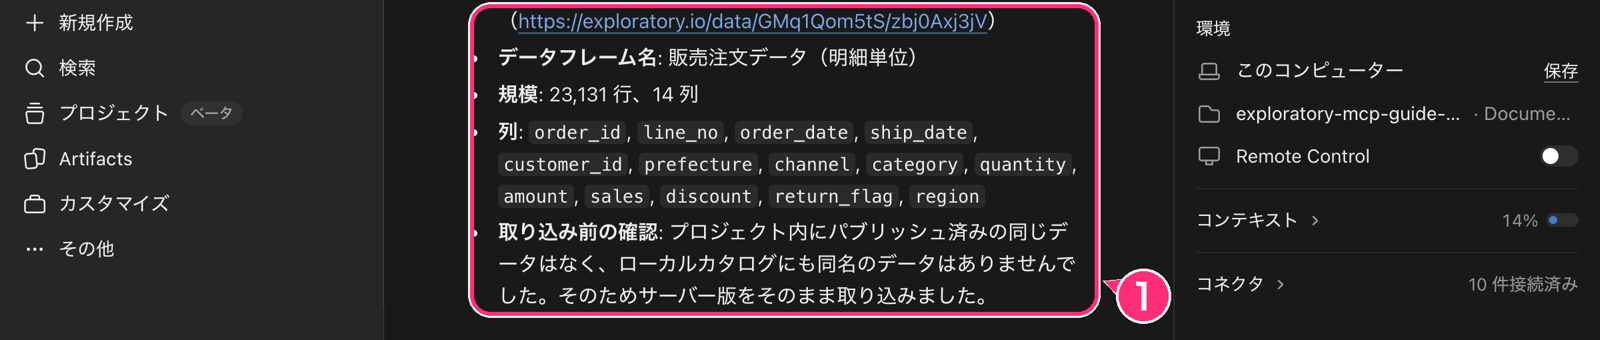 新規作成
検索
プロジェクト ベータ
Artifacts
カスタマイズ
その他
（https://exploratory.io/data/GMq1Qom5tS/zbj0Axj3jV）
データフレーム名: 販売注文データ（明細単位）
規模: 23,131 行、14 列
列: order_id, line_no, order_date, ship_date,
customer_id, prefecture, channel, category, quantity,
amount, sales, discount, return_flag, region
取り込み前の確認: プロジェクト内にパブリッシュ済みの同じデ
ータはなく、ローカルカタログにも同名のデータはありませんで
した。そのためサーバー版をそのまま取り込みました。
1
環境
このコンピューター 保存
exploratory-mcp-guide-... · Docume...
Remote Control
コンテキスト 14%
コネクタ 10 件接続済み